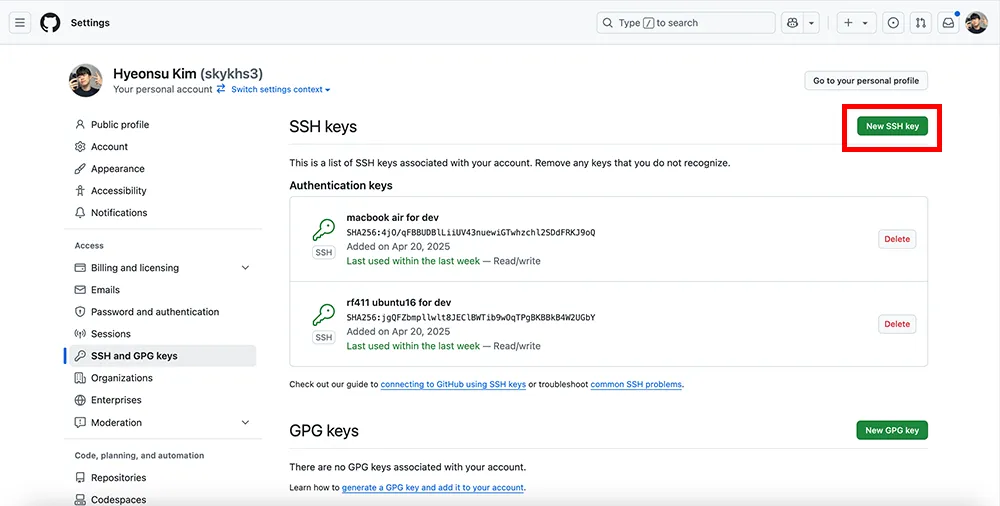 Settings
Type / to search
Hyeonsu Kim (skykhs3)
Your personal account Switch settings context
Go to your personal profile
Public profile
Account
Appearance
Accessibility
Notifications
Access
Billing and licensing
Emails
Password and authentication
Sessions
SSH and GPG keys
Organizations
Enterprises
Moderation
Code, planning, and automation
Repositories
Codespaces
SSH keys
New SSH key
This is a list of SSH keys associated with your account. Remove any keys that you do not recognize.
Authentication keys
macbook air for dev
SHA256:4jO/qFBBUDBlLiiUV43nuewiGTwhzchl2SDdFRKJ9oQ
SSH
Added on Apr 20, 2025
Last used within the last week — Read/write
Delete
rf411 ubuntu16 for dev
SHA256:jgQFZbmpllwlt8JEClBWTib9wOqTPgBKBBkB4W2UGbY
SSH
Added on Apr 20, 2025
Last used within the last week — Read/write
Delete
Check out our guide to connecting to GitHub using SSH keys or troubleshoot common SSH problems.
GPG keys
New GPG key
There are no GPG keys associated with your account.
Learn how to generate a GPG key and add it to your account.